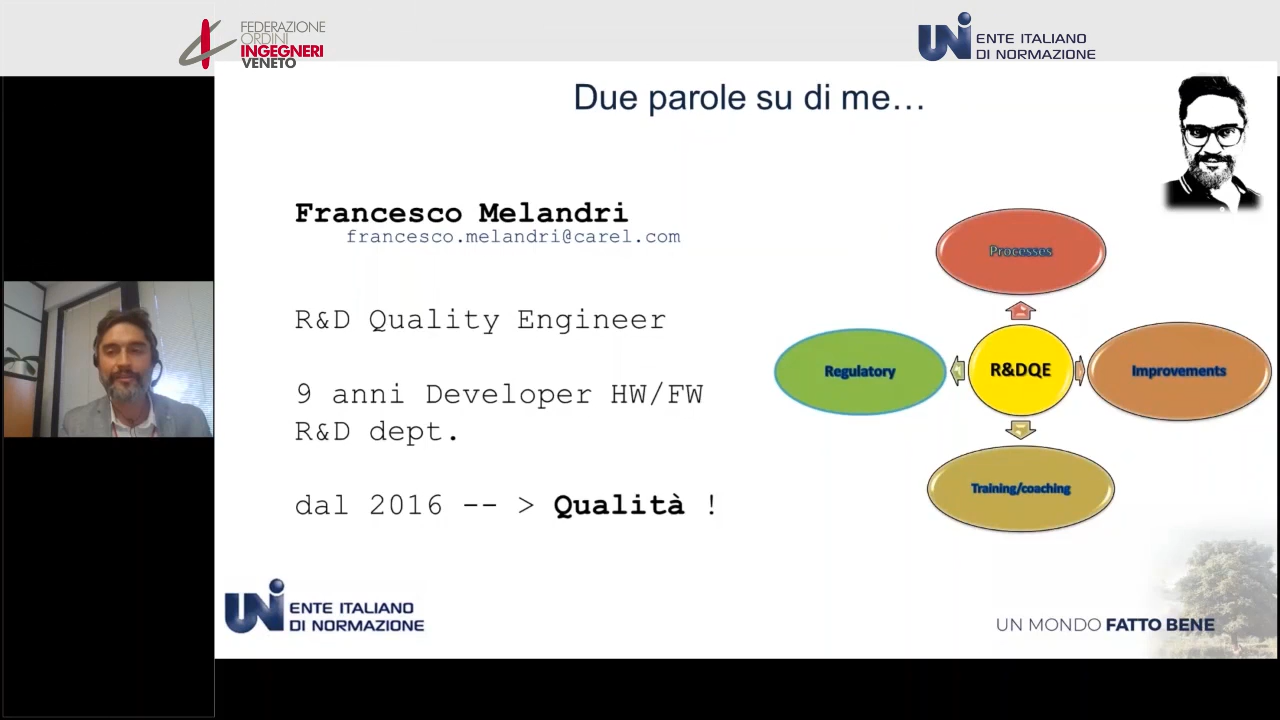 FEDERAZIONE
ORDINI
INGEGNERI
VENETO
UNI ENTE ITALIANO
DI NORMAZIONE
Due parole su di me...
Francesco Melandri
francesco.melandri@carel.com
R&D Quality Engineer
9 anni Developer HW/FW
R&D dept.
dal 2016 -- > Qualità !
Processes
Regulatory
R&DQE
Improvements
Training/coaching
UNI ENTE ITALIANO
DI NORMAZIONE
UN MONDO FATTO BENE